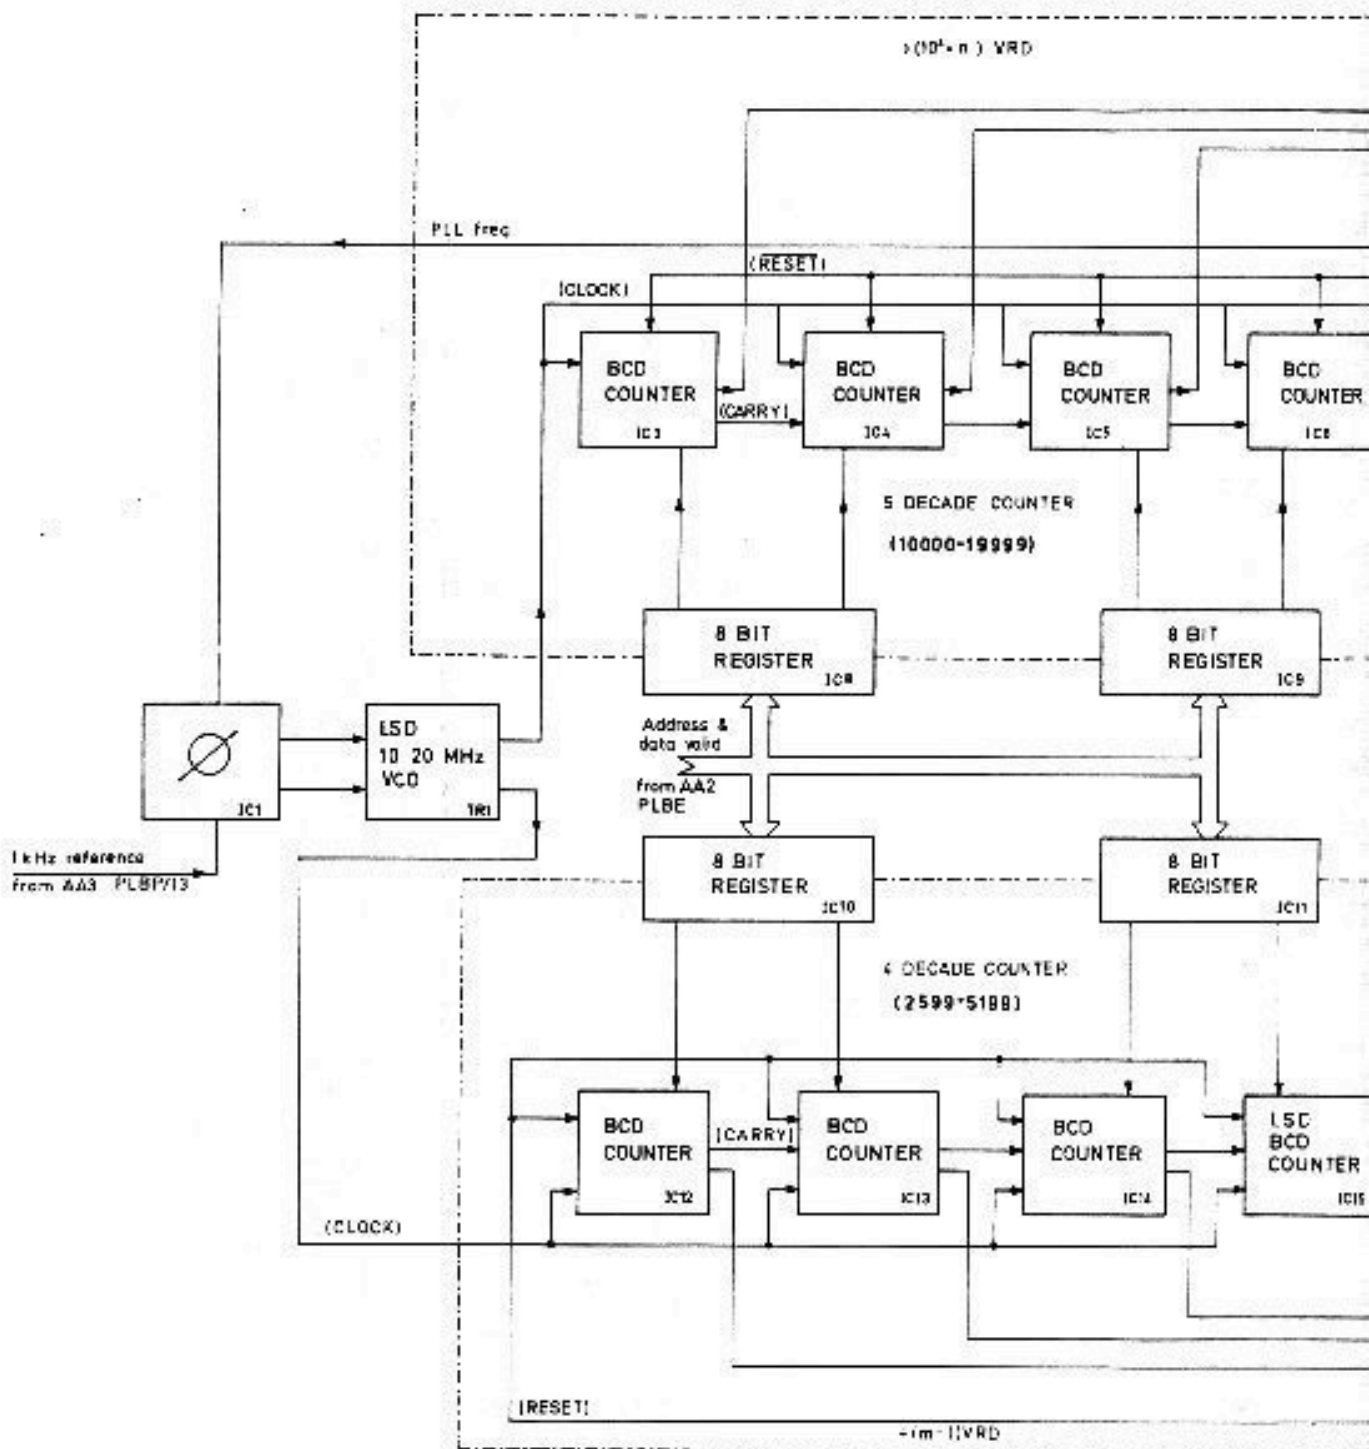 ÷(10⁴+n) VRD
PLL freq
(RESET)
(CLOCK)
BCD
COUNTER
IC3
(CARRY)
BCD
COUNTER
IC4
BCD
COUNTER
IC5
BCD
COUNTER
IC6
5 DECADE COUNTER
(10000-19999)
8 BIT
REGISTER
IC8
8 BIT
REGISTER
IC9
LSD
10 20 MHz
VCO
TR1
IC1
Address &
data valid
from AA2
PLBE
1kHz reference
from AA3 PLBP/13
8 BIT
REGISTER
IC10
8 BIT
REGISTER
IC11
4 DECADE COUNTER
(2599-5198)
BCD
COUNTER
IC12
(CARRY)
BCD
COUNTER
IC13
BCD
COUNTER
IC14
LSD
BCD
COUNTER
IC15
(CLOCK)
(RESET)
÷(m-1)VRD